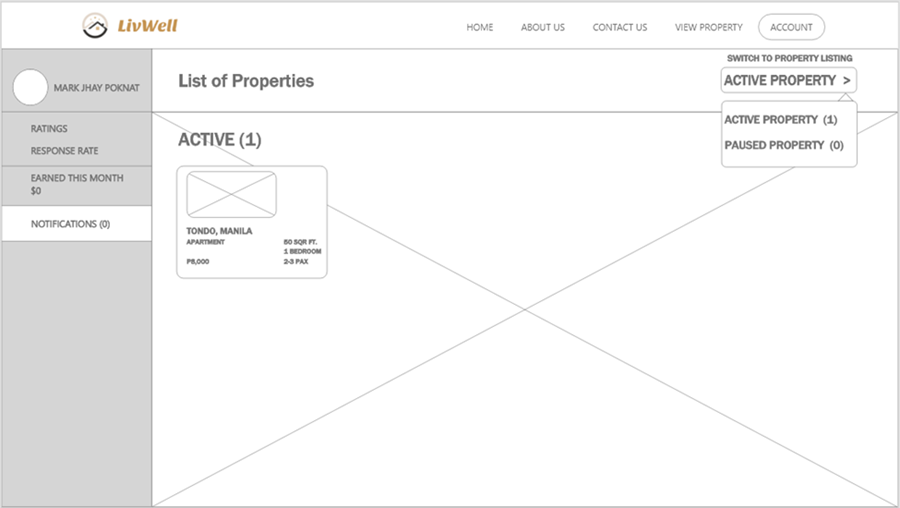 LivWell
HOME ABOUT US CONTACT US VIEW PROPERTY ACCOUNT
MARK JHAY POKNAT
RATINGS
RESPONSE RATE
EARNED THIS MONTH
$0
NOTIFICATIONS (0)
List of Properties
SWITCH TO PROPERTY LISTING
ACTIVE PROPERTY >
ACTIVE PROPERTY (1)
PAUSED PROPERTY (0)
ACTIVE (1)
TONDO, MANILA
APARTMENT 50 SQR FT.
1 BEDROOM
2-3 PAX